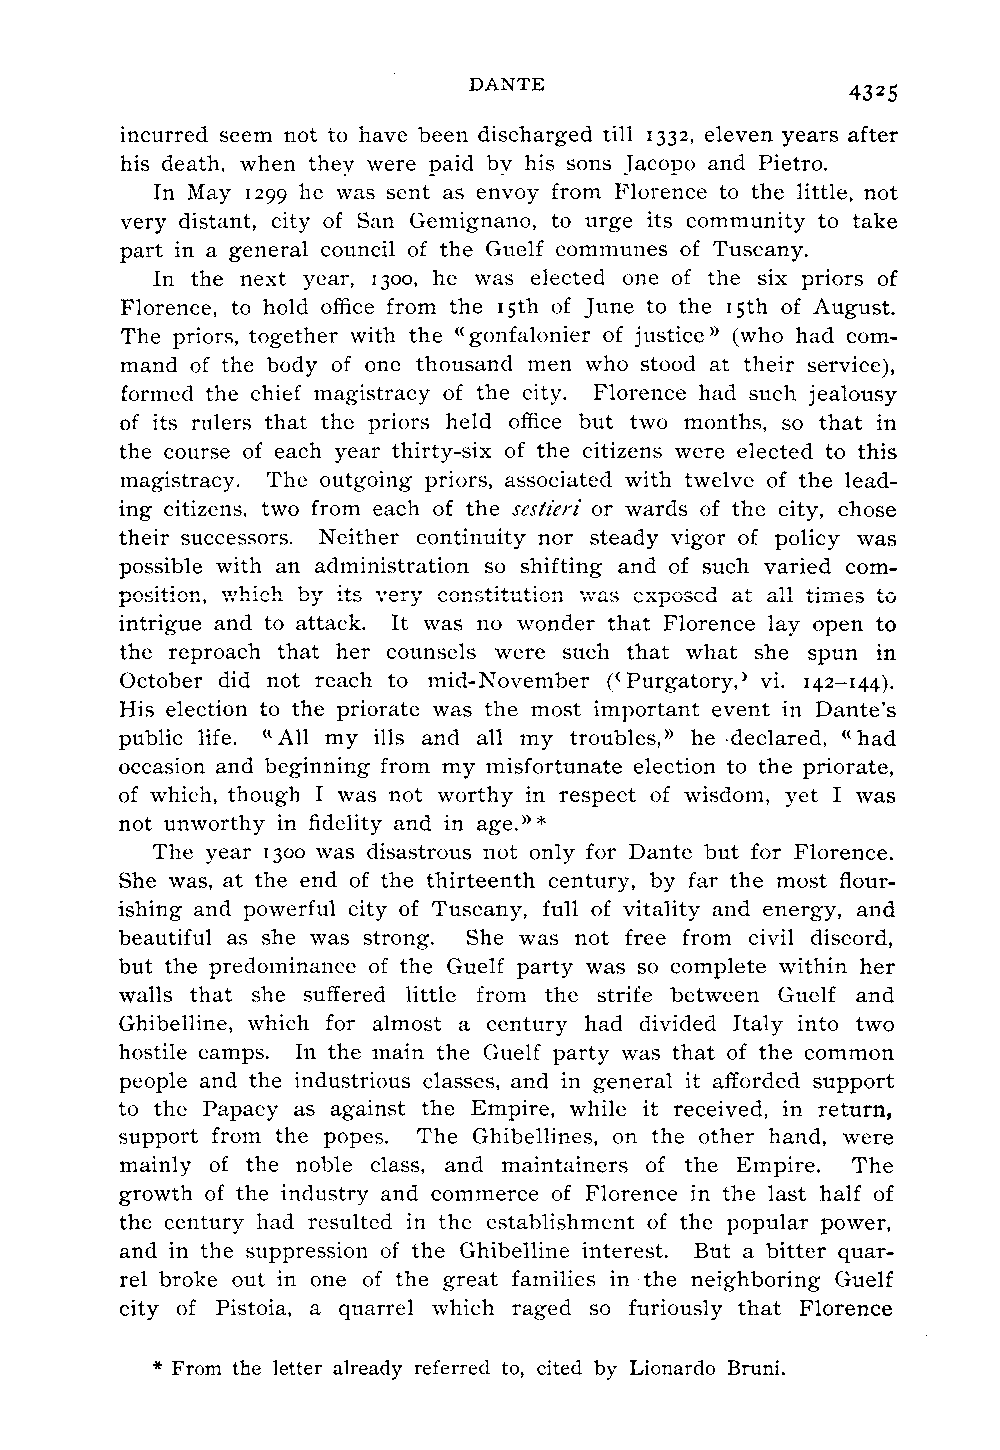 DANTE
4325
incurred seem not to have been discharged till 1332, eleven years after
his death, when they were paid by his sons Jacopo and Pietro.
In May 1299 he was sent as envoy from Florence to the little, not
very distant, city of San Gemignano, to urge its community to take
part in a general council of the Guelf communes of Tuscany.
In the next year, 1300, he was elected one of the six priors of
Florence, to hold office from the 15th of June to the 15th of August.
The priors, together with the «gonfalonier of justice» (who had com-
mand of the body of one thousand men who stood at their service),
formed the chief magistracy of the city. Florence had such jealousy
of its rulers that the priors held office but two months, so that in
the course of each year thirty-six of the citizens were elected to this
magistracy. The outgoing priors, associated with twelve of the lead-
ing citizens, two from each of the sestieri or wards of the city, chose
their successors. Neither continuity nor steady vigor of policy was
possible with an administration so shifting and of such varied com-
position, which by its very constitution was exposed at all times to
intrigue and to attack. It was no wonder that Florence lay open to
the reproach that her counsels were such that what she spun in
October did not reach to mid-November (‹Purgatory,› vi. 142–144).
His election to the priorate was the most important event in Dante's
public life. «All my ills and all my troubles,» he declared, «had
occasion and beginning from my misfortunate election to the priorate,
of which, though I was not worthy in respect of wisdom, yet I was
not unworthy in fidelity and in age.»*
The year 1300 was disastrous not only for Dante but for Florence.
She was, at the end of the thirteenth century, by far the most flour-
ishing and powerful city of Tuscany, full of vitality and energy, and
beautiful as she was strong. She was not free from civil discord,
but the predominance of the Guelf party was so complete within her
walls that she suffered little from the strife between Guelf and
Ghibelline, which for almost a century had divided Italy into two
hostile camps. In the main the Guelf party was that of the common
people and the industrious classes, and in general it afforded support
to the Papacy as against the Empire, while it received, in return,
support from the popes. The Ghibellines, on the other hand, were
mainly of the noble class, and maintainers of the Empire. The
growth of the industry and commerce of Florence in the last half of
the century had resulted in the establishment of the popular power,
and in the suppression of the Ghibelline interest. But a bitter quar-
rel broke out in one of the great families in the neighboring Guelf
city of Pistoia, a quarrel which raged so furiously that Florence
* From the letter already referred to, cited by Lionardo Bruni.